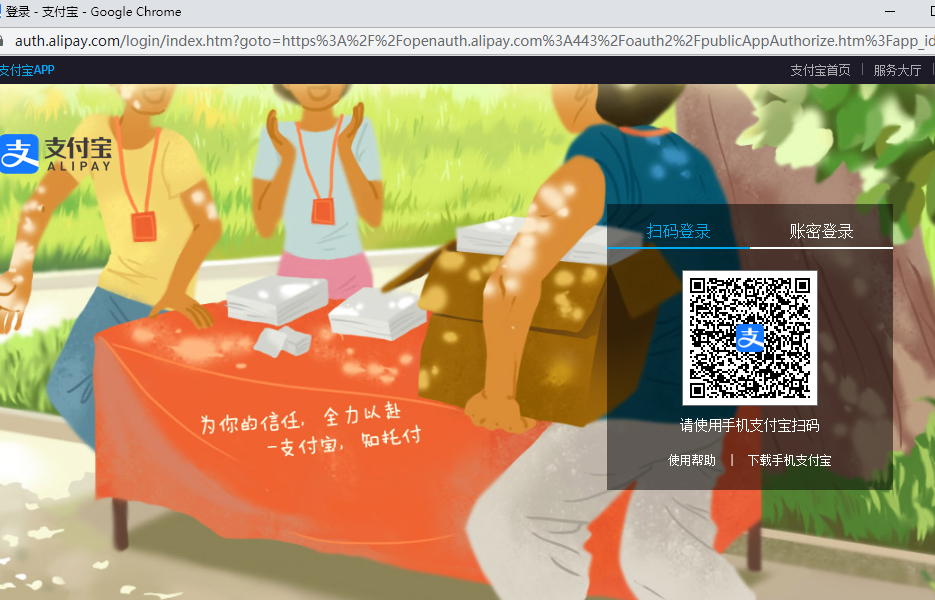 登录 - 支付宝 - Google Chrome
auth.alipay.com/login/index.htm?goto=https%3A%2F%2Fopenauth.alipay.com%3A443%2Foauth2%2FpublicAppAuthorize.htm%3Fapp_id
支付宝APP
支付宝首页 | 服务大厅 |
支 支付宝
ALIPAY
扫码登录 账密登录
支
请使用手机支付宝扫码
使用帮助 | 下载手机支付宝
为你的信任, 全力以赴
-支付宝, 知托付